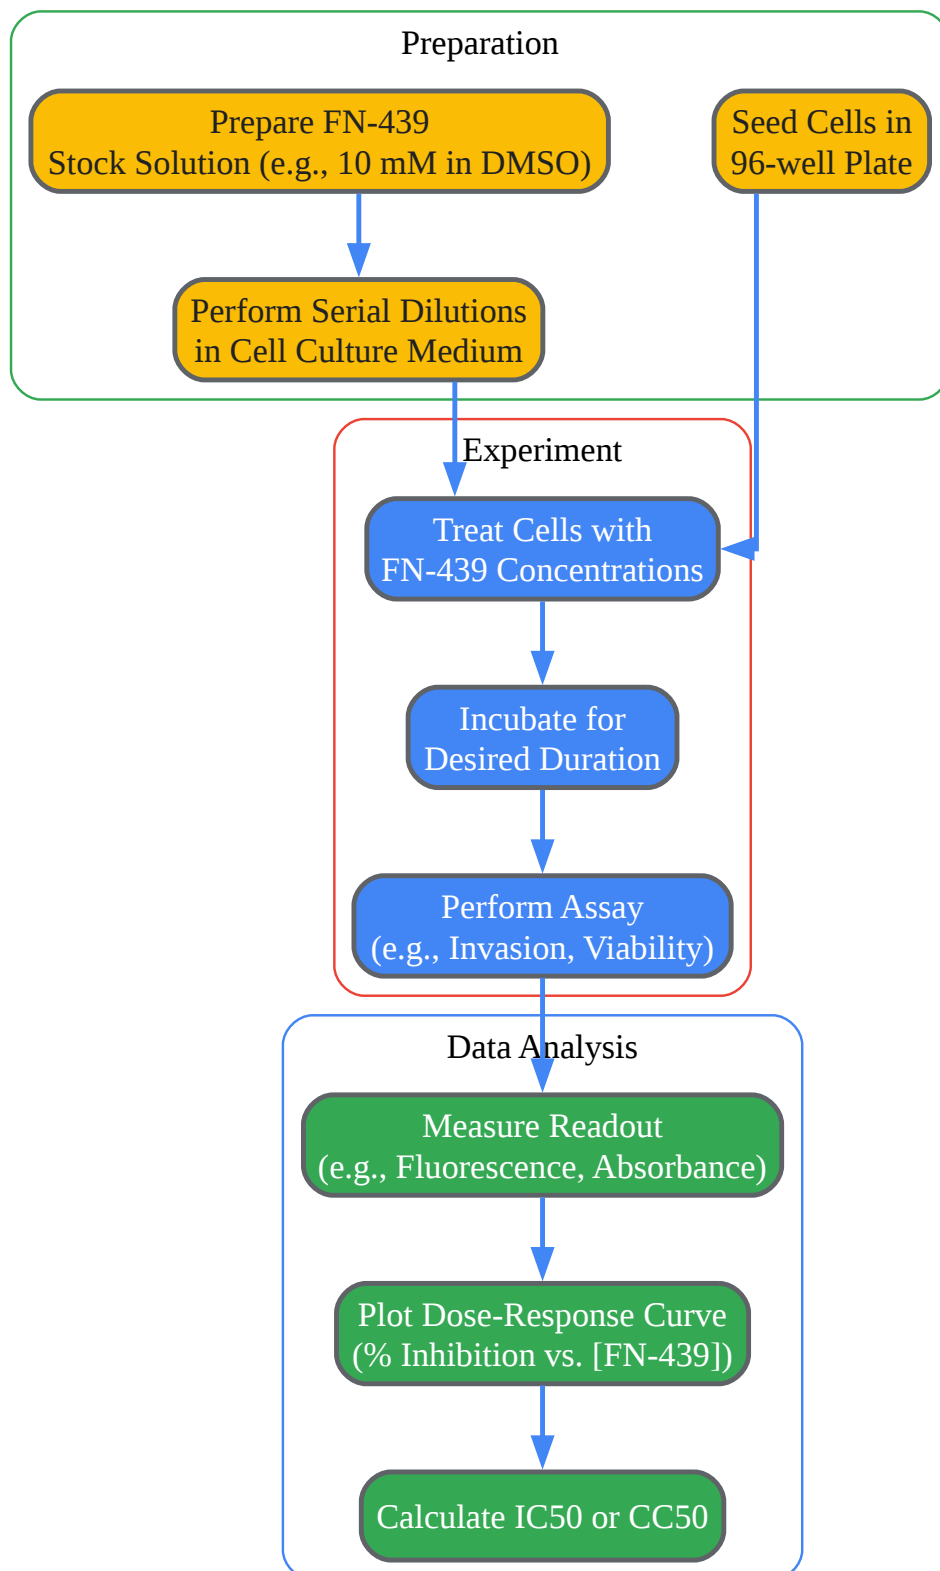 Preparation
Prepare FN-439
Stock Solution (e.g., 10 mM in DMSO)
Seed Cells in
96-well Plate
Perform Serial Dilutions
in Cell Culture Medium
Experiment
Treat Cells with
FN-439 Concentrations
Incubate for
Desired Duration
Perform Assay
(e.g., Invasion, Viability)
Data Analysis
Measure Readout
(e.g., Fluorescence, Absorbance)
Plot Dose-Response Curve
(% Inhibition vs. [FN-439])
Calculate IC50 or CC50